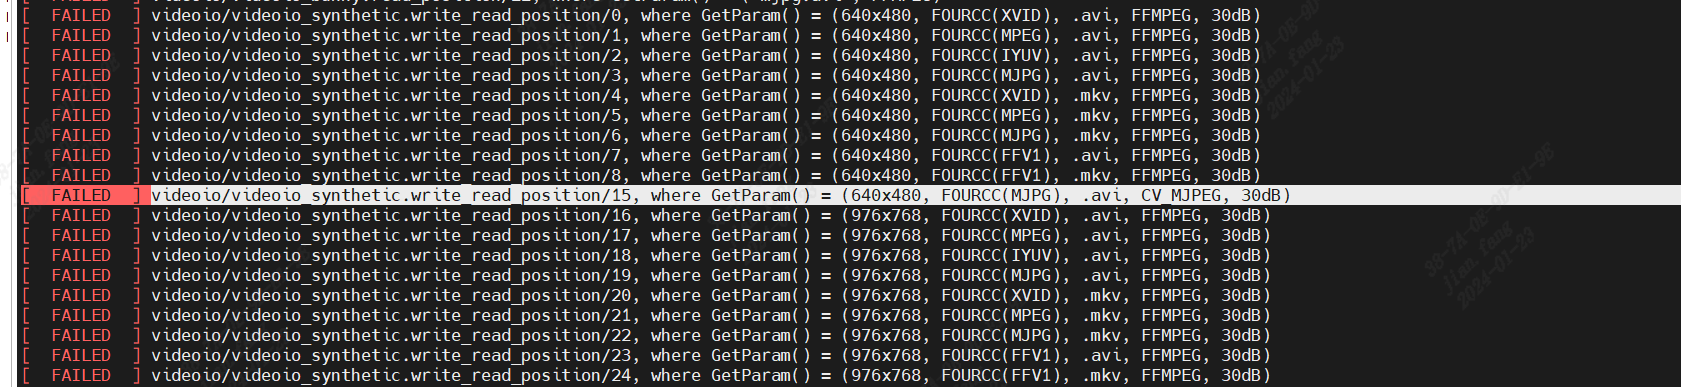 [  FAILED  ] videoio/videoio_synthetic.write_read_position/0, where GetParam() = (640x480, FOURCC(XVID), .avi, FFMPEG, 30dB)
[  FAILED  ] videoio/videoio_synthetic.write_read_position/1, where GetParam() = (640x480, FOURCC(MPEG), .avi, FFMPEG, 30dB)
[  FAILED  ] videoio/videoio_synthetic.write_read_position/2, where GetParam() = (640x480, FOURCC(IYUV), .avi, FFMPEG, 30dB)
[  FAILED  ] videoio/videoio_synthetic.write_read_position/3, where GetParam() = (640x480, FOURCC(MJPG), .avi, FFMPEG, 30dB)
[  FAILED  ] videoio/videoio_synthetic.write_read_position/4, where GetParam() = (640x480, FOURCC(XVID), .mkv, FFMPEG, 30dB)
[  FAILED  ] videoio/videoio_synthetic.write_read_position/5, where GetParam() = (640x480, FOURCC(MPEG), .mkv, FFMPEG, 30dB)
[  FAILED  ] videoio/videoio_synthetic.write_read_position/6, where GetParam() = (640x480, FOURCC(MJPG), .mkv, FFMPEG, 30dB)
[  FAILED  ] videoio/videoio_synthetic.write_read_position/7, where GetParam() = (640x480, FOURCC(FFV1), .avi, FFMPEG, 30dB)
[  FAILED  ] videoio/videoio_synthetic.write_read_position/8, where GetParam() = (640x480, FOURCC(FFV1), .mkv, FFMPEG, 30dB)
[  FAILED  ] videoio/videoio_synthetic.write_read_position/15, where GetParam() = (640x480, FOURCC(MJPG), .avi, CV_MJPEG, 30dB)
[  FAILED  ] videoio/videoio_synthetic.write_read_position/16, where GetParam() = (976x768, FOURCC(XVID), .avi, FFMPEG, 30dB)
[  FAILED  ] videoio/videoio_synthetic.write_read_position/17, where GetParam() = (976x768, FOURCC(MPEG), .avi, FFMPEG, 30dB)
[  FAILED  ] videoio/videoio_synthetic.write_read_position/18, where GetParam() = (976x768, FOURCC(IYUV), .avi, FFMPEG, 30dB)
[  FAILED  ] videoio/videoio_synthetic.write_read_position/19, where GetParam() = (976x768, FOURCC(MJPG), .avi, FFMPEG, 30dB)
[  FAILED  ] videoio/videoio_synthetic.write_read_position/20, where GetParam() = (976x768, FOURCC(XVID), .mkv, FFMPEG, 30dB)
[  FAILED  ] videoio/videoio_synthetic.write_read_position/21, where GetParam() = (976x768, FOURCC(MPEG), .mkv, FFMPEG, 30dB)
[  FAILED  ] videoio/videoio_synthetic.write_read_position/22, where GetParam() = (976x768, FOURCC(MJPG), .mkv, FFMPEG, 30dB)
[  FAILED  ] videoio/videoio_synthetic.write_read_position/23, where GetParam() = (976x768, FOURCC(FFV1), .avi, FFMPEG, 30dB)
[  FAILED  ] videoio/videoio_synthetic.write_read_position/24, where GetParam() = (976x768, FOURCC(FFV1), .mkv, FFMPEG, 30dB)
2024-01-23
2024-01-23